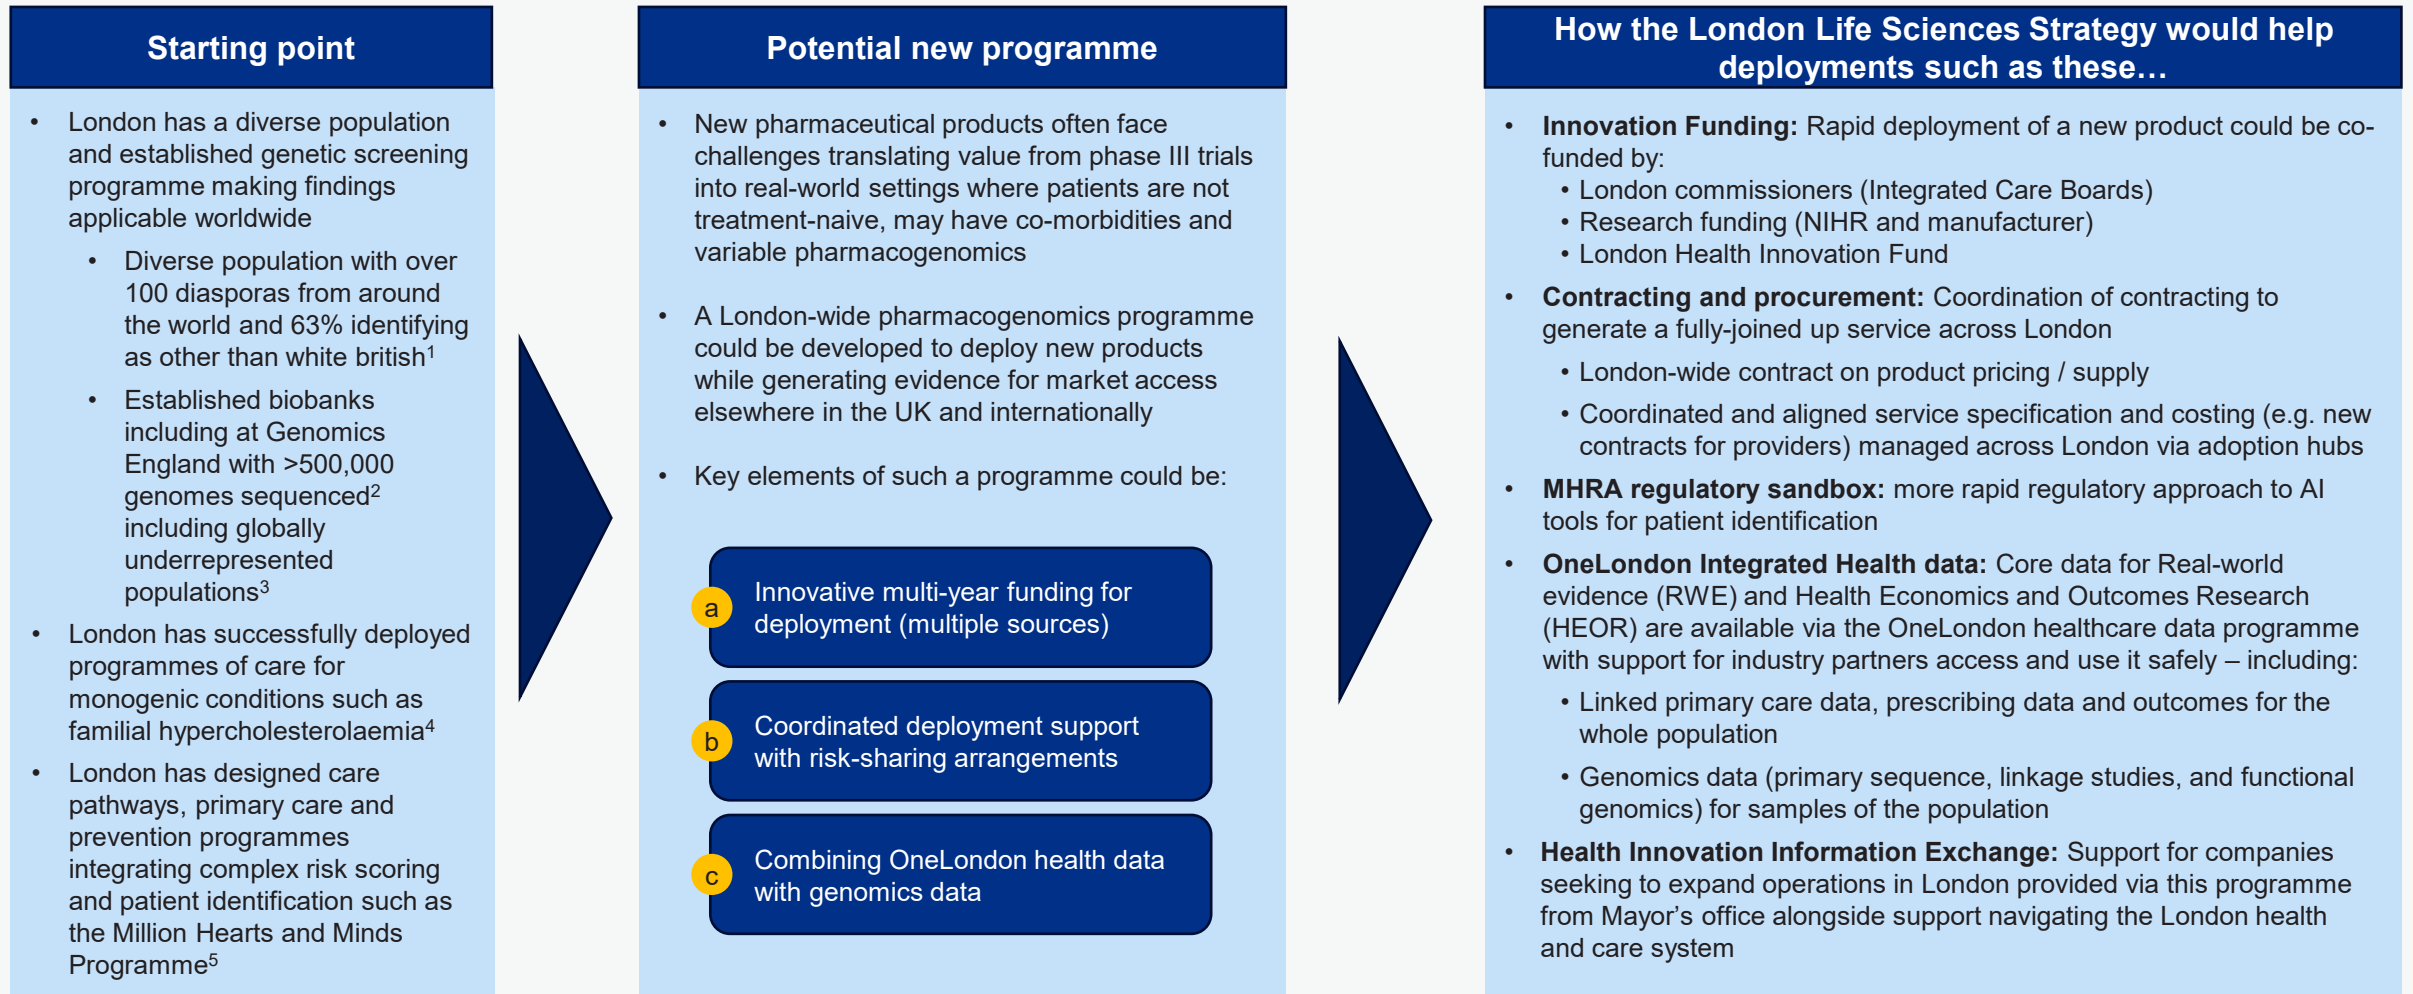 Starting point
• London has a diverse population
and established genetic screening
programme making findings
applicable worldwide
• Diverse population with over
100 diasporas from around
the world and 63% identifying
as other than white british¹
• Established biobanks
including at Genomics
England with >500,000
genomes sequenced²
including globally
underrepresented
populations³
• London has successfully deployed
programmes of care for
monogenic conditions such as
familial hypercholesterolaemia⁴
• London has designed care
pathways, primary care and
prevention programmes
integrating complex risk scoring
and patient identification such as
the Million Hearts and Minds
Programme⁵
Potential new programme
• New pharmaceutical products often face
challenges translating value from phase III trials
into real-world settings where patients are not
treatment-naive, may have co-morbidities and
variable pharmacogenomics
• A London-wide pharmacogenomics programme
could be developed to deploy new products
while generating evidence for market access
elsewhere in the UK and internationally
• Key elements of such a programme could be:
a
Innovative multi-year funding for
deployment (multiple sources)
b
Coordinated deployment support
with risk-sharing arrangements
c
Combining OneLondon health data
with genomics data
How the London Life Sciences Strategy would help
deployments such as these…
• Innovation Funding: Rapid deployment of a new product could be co-
funded by:
• London commissioners (Integrated Care Boards)
• Research funding (NIHR and manufacturer)
• London Health Innovation Fund
• Contracting and procurement: Coordination of contracting to
generate a fully-joined up service across London
• London-wide contract on product pricing / supply
• Coordinated and aligned service specification and costing (e.g. new
contracts for providers) managed across London via adoption hubs
• MHRA regulatory sandbox: more rapid regulatory approach to AI
tools for patient identification
• OneLondon Integrated Health data: Core data for Real-world
evidence (RWE) and Health Economics and Outcomes Research
(HEOR) are available via the OneLondon healthcare data programme
with support for industry partners access and use it safely – including:
• Linked primary care data, prescribing data and outcomes for the
whole population
• Genomics data (primary sequence, linkage studies, and functional
genomics) for samples of the population
• Health Innovation Information Exchange: Support for companies
seeking to expand operations in London provided via this programme
from Mayor's office alongside support navigating the London health
and care system